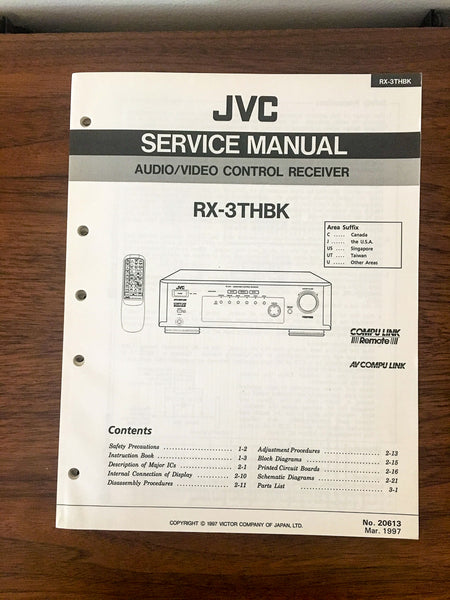 RX-3THBK
JVC
SERVICE MANUAL
AUDIO/VIDEO CONTROL RECEIVER
RX-3THBK
Area Suffix
C ..... Canada
J ..... the U.S.A.
US ..... Singapore
UT ..... Taiwan
U ..... Other Areas
JVC
COMPU LINK
Remote
AV COMPU LINK
Contents
Safety Precautions .......................... 1-2
Instruction Book ............................ 1-3
Description of Major ICs .................... 2-1
Internal Connection of Display .............. 2-10
Disassembly Procedures ...................... 2-11
Adjustment Procedures ....................... 2-13
Block Diagrams .............................. 2-15
Printed Circuit Boards ...................... 2-16
Schematic Diagrams .......................... 2-21
Parts List .................................. 3-1
COPYRIGHT © 1997 VICTOR COMPANY OF JAPAN, LTD.
No. 20613
Mar. 1997